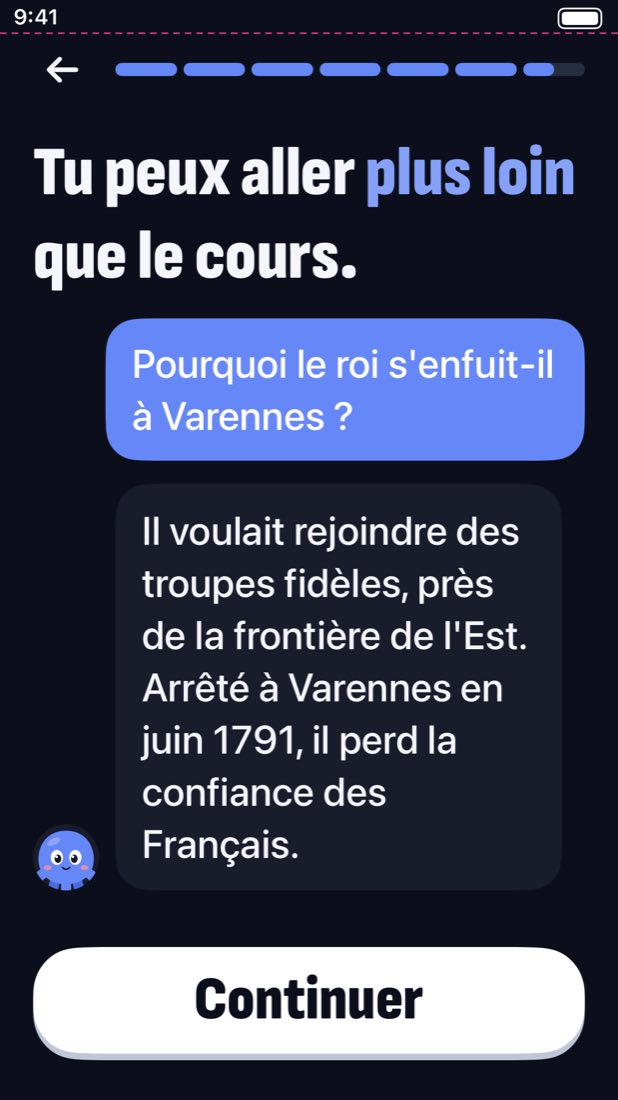 9:41
Tu peux aller plus loin
que le cours.
Pourquoi le roi s'enfuit-il
à Varennes ?
Il voulait rejoindre des
troupes fidèles, près
de la frontière de l'Est.
Arrêté à Varennes en
juin 1791, il perd la
confiance des
Français.
Continuer